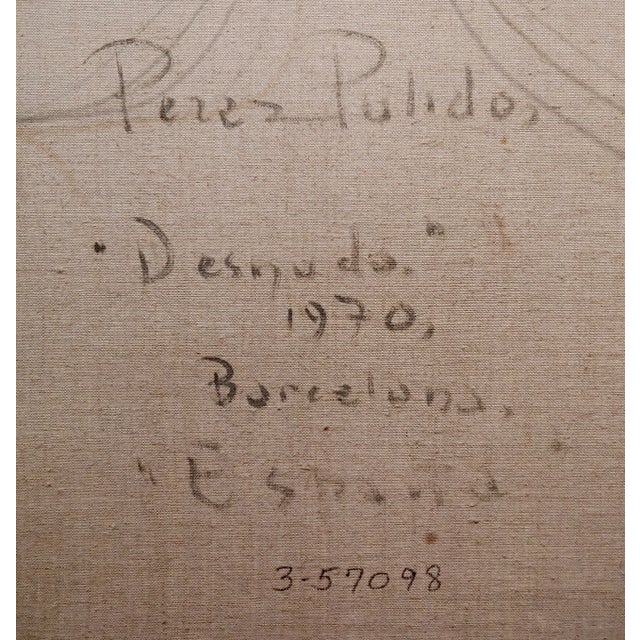 Perez Pulido,
"Desnudo."
1970,
Barcelona,
"España"
3-57098